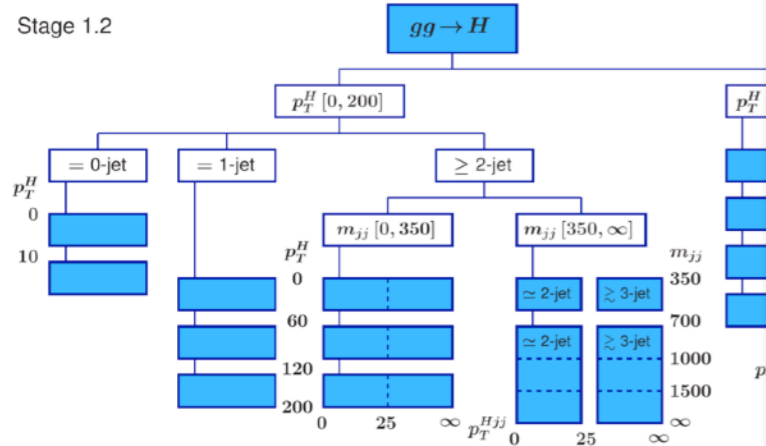 Stage 1.2
gg → H
p_T^H [0, 200]
p_T^H
= 0-jet
= 1-jet
≥ 2-jet
p_T^H
0
10
m_jj [0, 350]
p_T^H
m_jj [350, ∞]
m_jj
0
60
120
200
≃ 2-jet
≳ 3-jet
≃ 2-jet
≳ 3-jet
350
700
1000
1500
∞
0
25
∞
p_T^Hjj
0
25
∞
p